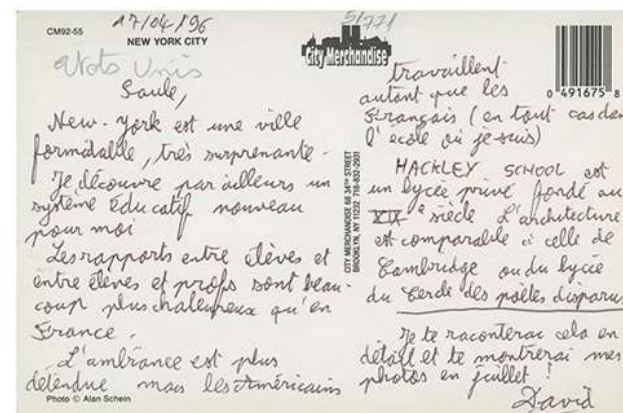 CM92-55
17/04/96
NEW YORK CITY
5/771
City Merchandise
0 491675 8
CITY MERCHANDISE 68 34TH STREET
BROOKLYN, NY 11232 718-832-2931
Etats Unis
Saule,
New-York est une ville
formidable, très surprenante.
Je découvre par ailleurs un
système éducatif nouveau
pour moi
Les rapports entre élèves et
entre élèves et profs sont beau-
coup plus chaleureux qu'en
France.
L'ambiance est plus
détendue mais les Américains
Photo © Alan Schein
travaillent
autant que les
Français (en tout cas dan
l'école où je suis)
HACKLEY SCHOOL est
un lycée privé fondé au
XIXe siècle L'architecture
est comparable à celle de
Cambridge ou du lycée
du Cercle des poètes disparus
Je te raconterai cela en
détail et te montrerai mes
photos en juillet !
David